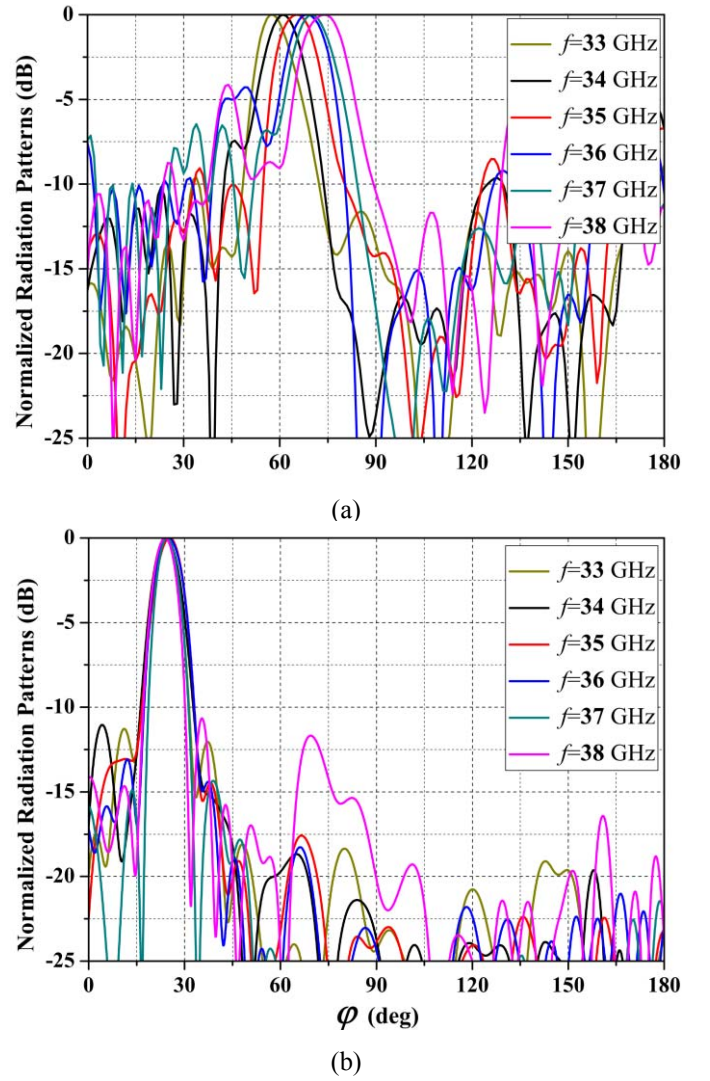 Normalized Radiation Patterns (dB)
0
-5
-10
-15
-20
-25
0 30 60 90 120 150 180
f=33 GHz
f=34 GHz
f=35 GHz
f=36 GHz
f=37 GHz
f=38 GHz
(a)
Normalized Radiation Patterns (dB)
0
-5
-10
-15
-20
-25
0 30 60 90 120 150 180
f=33 GHz
f=34 GHz
f=35 GHz
f=36 GHz
f=37 GHz
f=38 GHz
φ (deg)
(b)